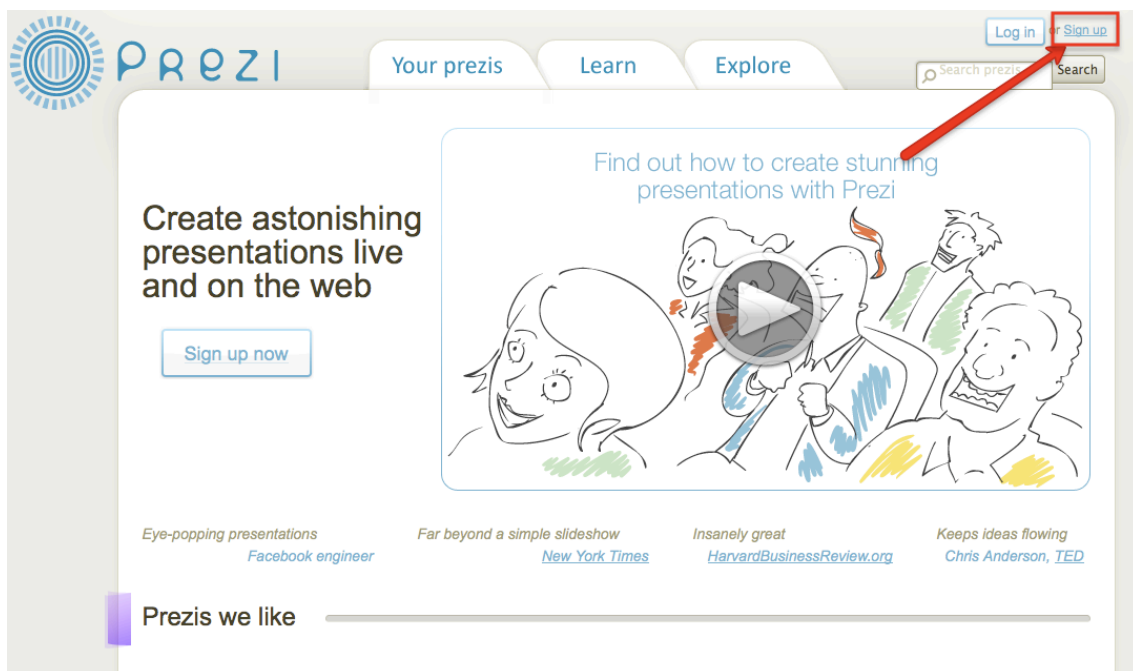 Log in or Sign up
PREZI
Your prezis Learn Explore
Search prezis Search
Find out how to create stunning
presentations with Prezi
Create astonishing
presentations live
and on the web
Sign up now
Eye-popping presentations
Facebook engineer
Far beyond a simple slideshow
New York Times
Insanely great
HarvardBusinessReview.org
Keeps ideas flowing
Chris Anderson, TED
Prezis we like